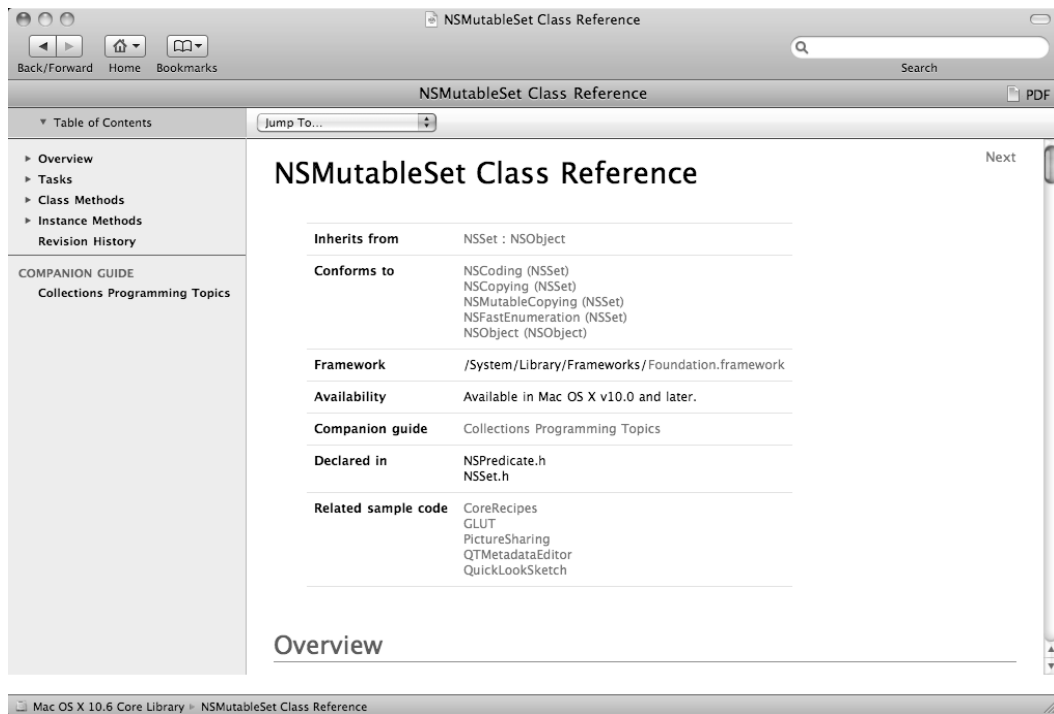 NSMutableSet Class Reference
Back/Forward Home Bookmarks
Search
NSMutableSet Class Reference
PDF
Table of Contents
Jump To...
Overview
Tasks
Class Methods
Instance Methods
Revision History
COMPANION GUIDE
Collections Programming Topics
Next
NSMutableSet Class Reference
Inherits from NSSet : NSObject
Conforms to NSCoding (NSSet)
NSCopying (NSSet)
NSMutableCopying (NSSet)
NSFastEnumeration (NSSet)
NSObject (NSObject)
Framework /System/Library/Frameworks/Foundation.framework
Availability Available in Mac OS X v10.0 and later.
Companion guide Collections Programming Topics
Declared in NSPredicate.h
NSSet.h
Related sample code CoreRecipes
GLUT
PictureSharing
QTMetadataEditor
QuickLookSketch
Overview
Mac OS X 10.6 Core Library NSMutableSet Class Reference